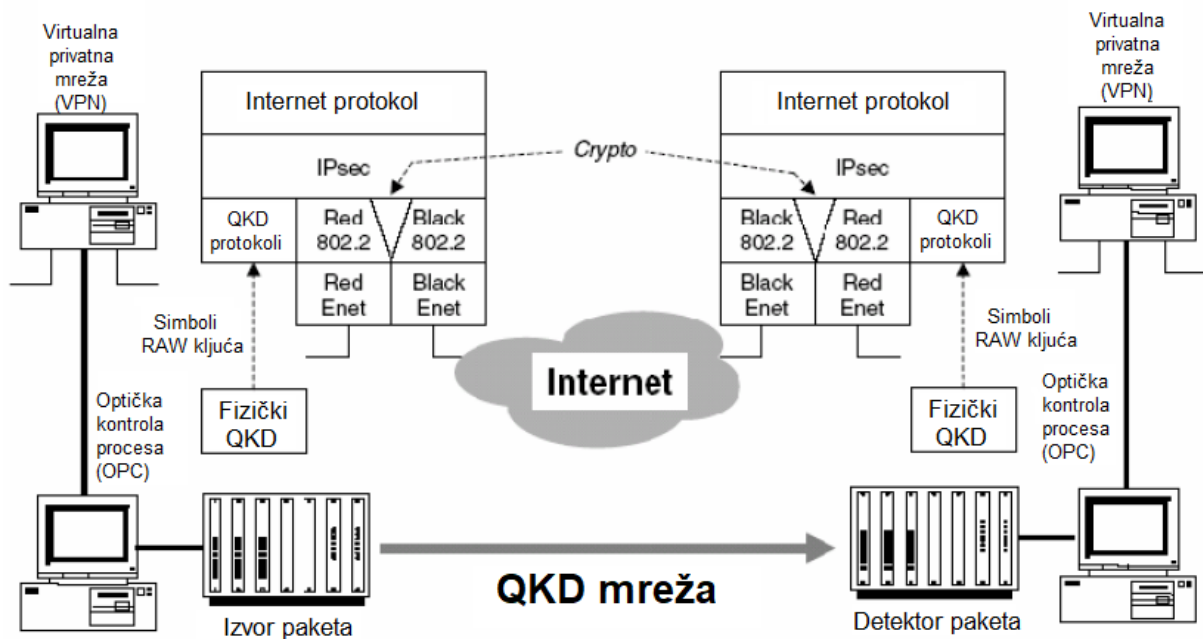 Virtualna
privatna
mreža
(VPN)
Internet protokol
IPsec
QKD
protokoli
Red
802.2
Black
802.2
Red
Enet
Black
Enet
Simboli
RAW kljuća
Fizički
QKD
Optička
kontrola
procesa
(OPC)
Izvor paketa
Crypto
Internet
QKD mreža
Internet protokol
IPsec
Black
802.2
Red
802.2
QKD
protokoli
Black
Enet
Red
Enet
Simboli
RAW kljuća
Fizički
QKD
Virtualna
privatna
mreža
(VPN)
Optička
kontrola
procesa
(OPC)
Detektor paketa